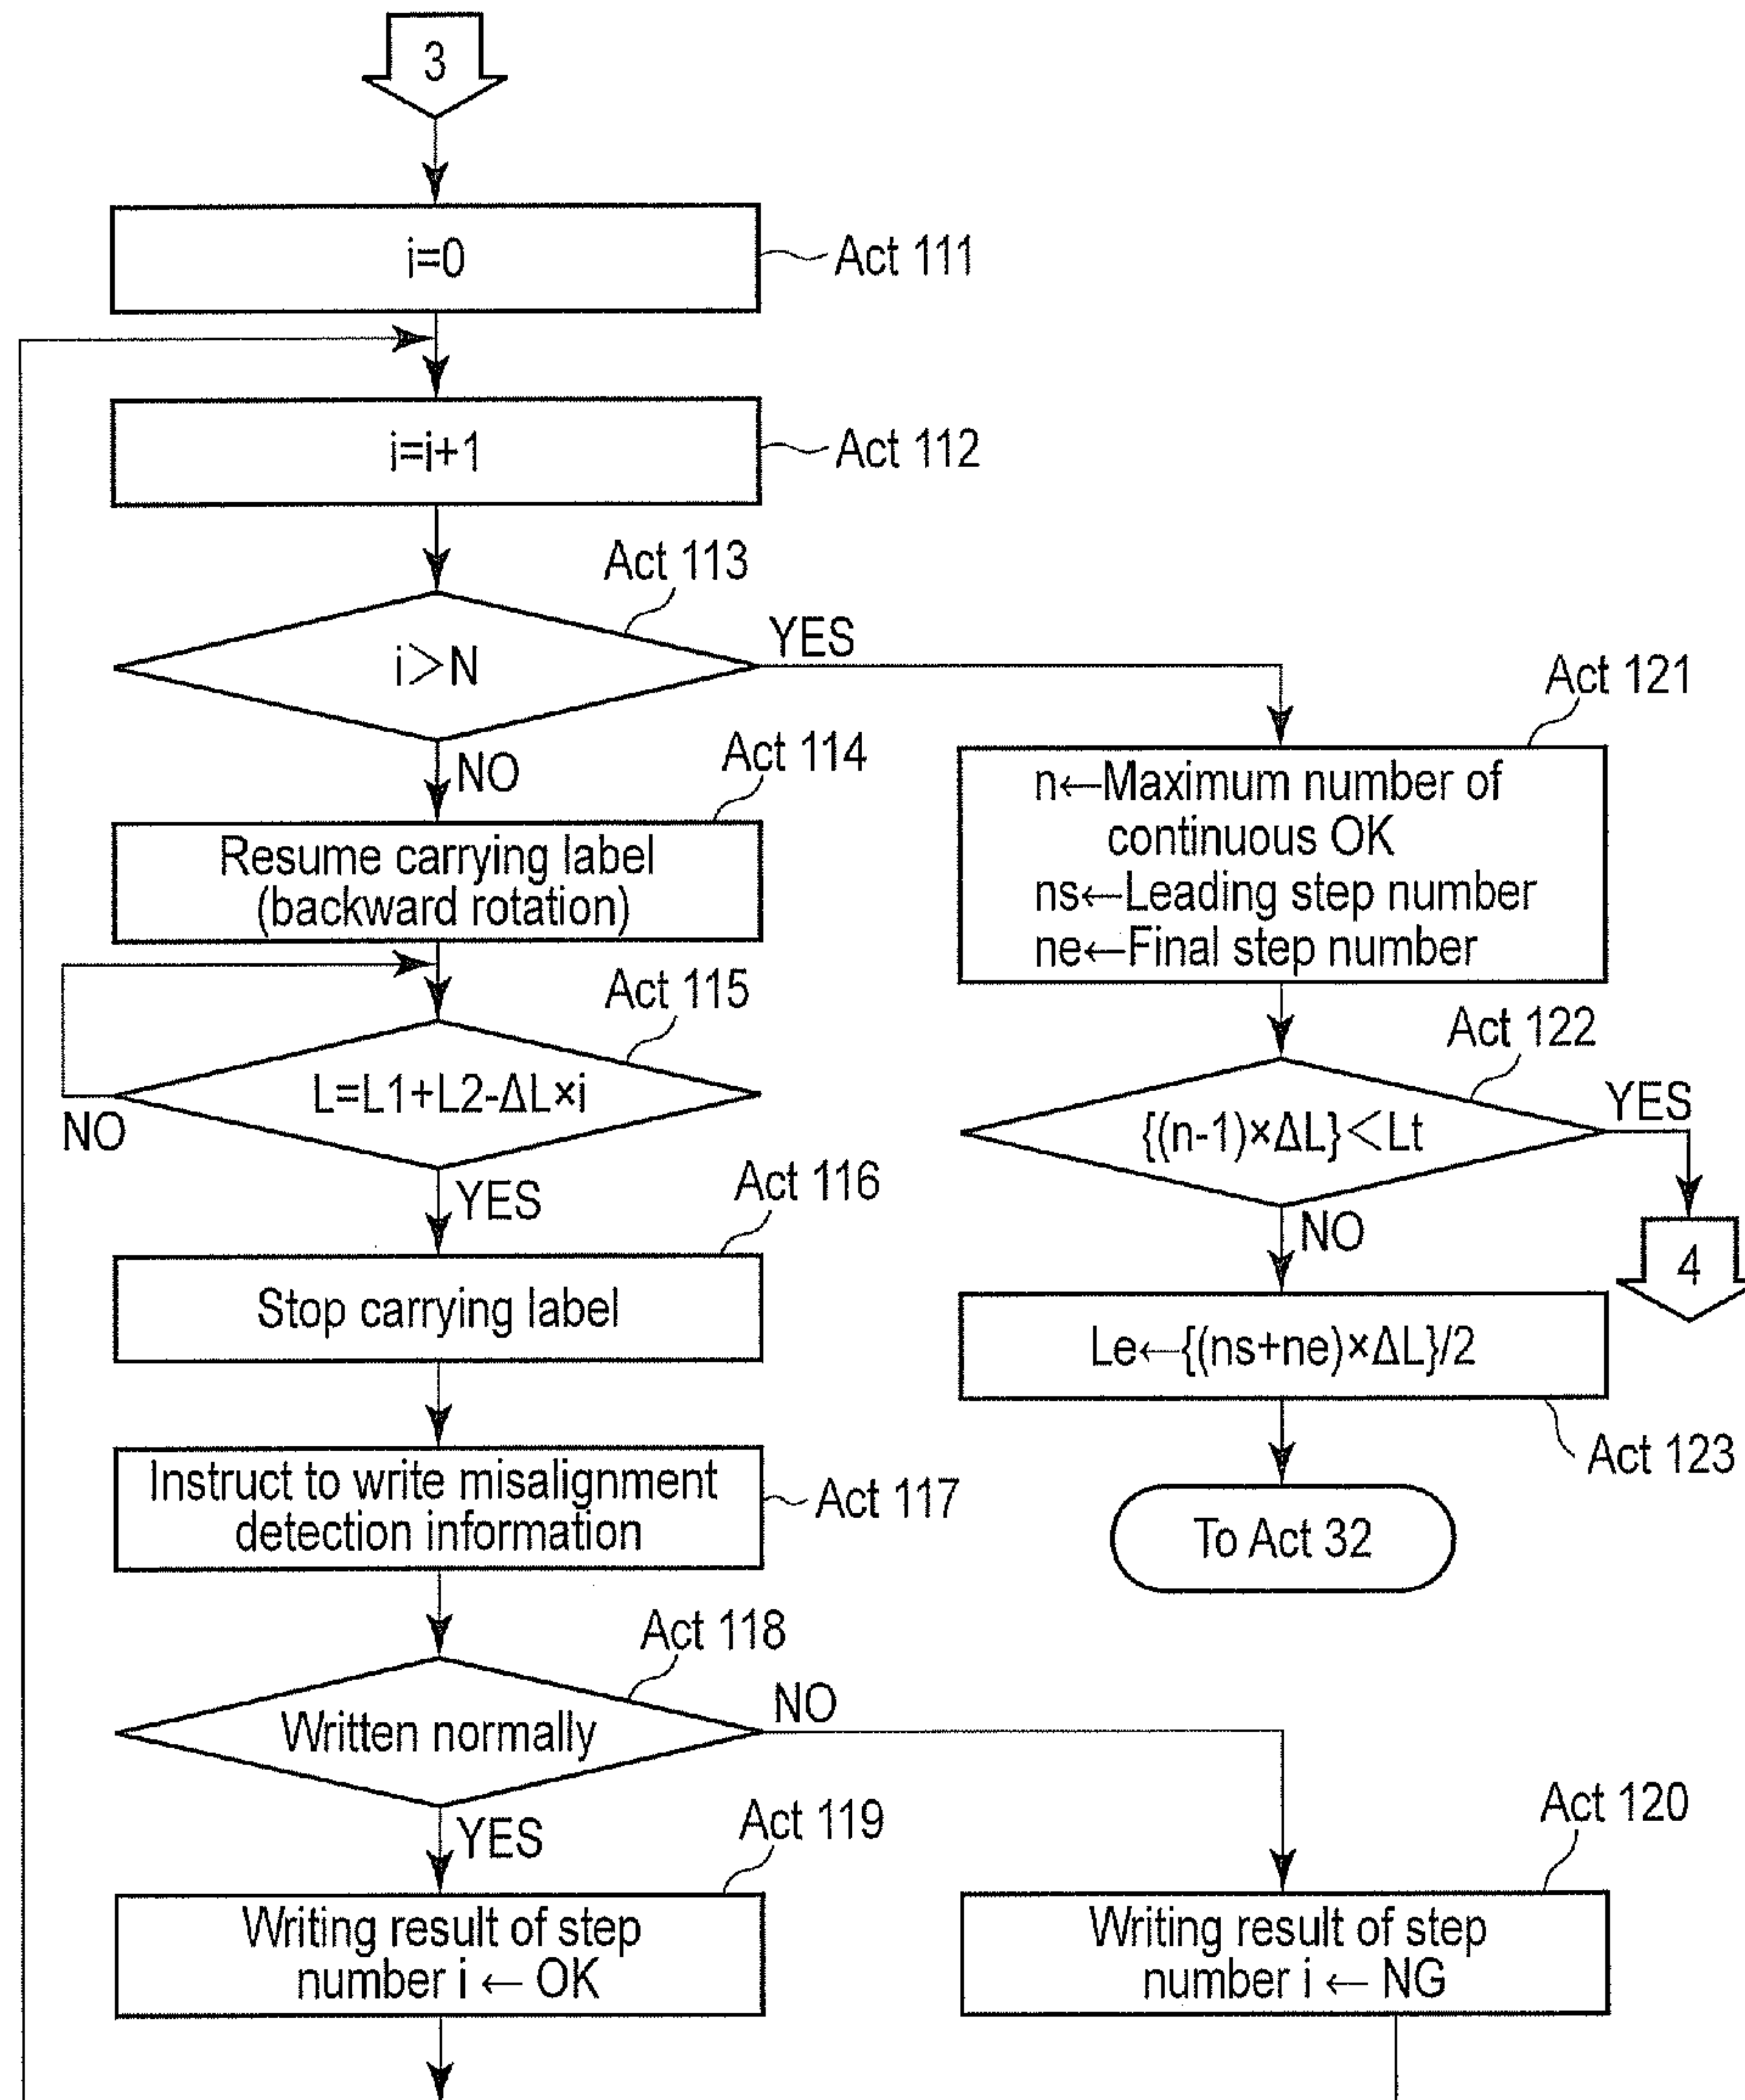 3
i=0
Act 111
i=i+1
Act 112
Act 113
i>N
YES
NO
Act 114
Resume carrying label
(backward rotation)
Act 115
L=L1+L2-ΔL×i
NO
YES
Act 116
Stop carrying label
Instruct to write misalignment
detection information
Act 117
Act 118
Written normally
NO
YES
Act 119
Writing result of step
number i ← OK
Act 120
Writing result of step
number i ← NG
Act 121
n←Maximum number of
continuous OK
ns←Leading step number
ne←Final step number
Act 122
{(n-1)×ΔL}<Lt
YES
4
NO
Le←{(ns+ne)×ΔL}/2
Act 123
To Act 32